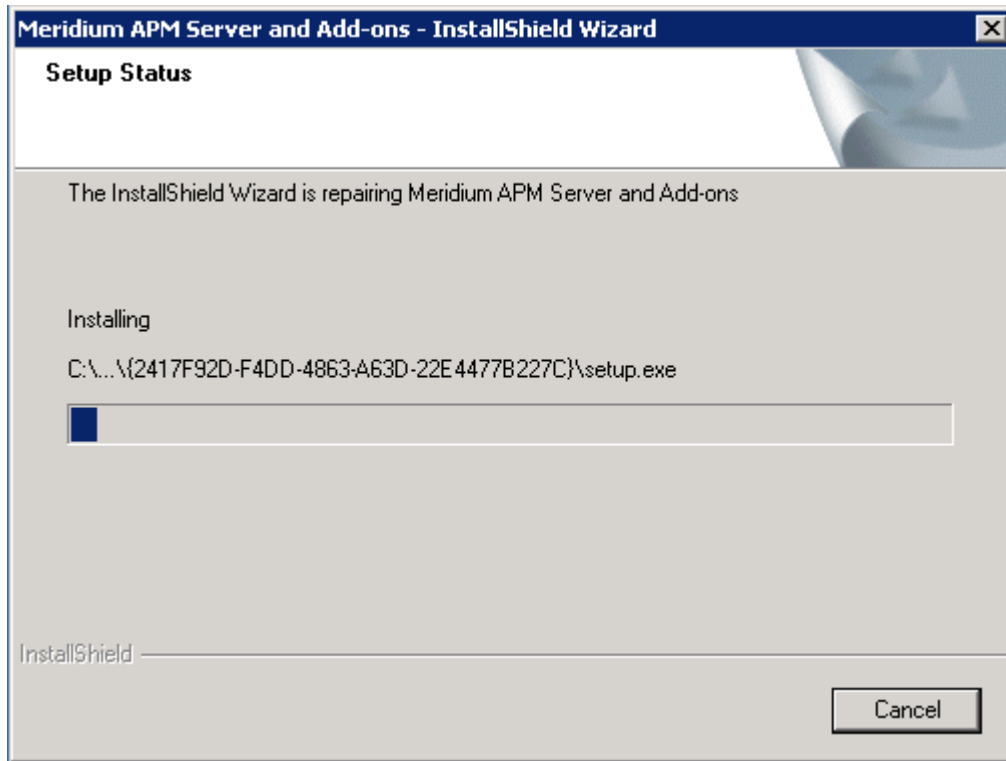 Meridium APM Server and Add-ons - InstallShield Wizard
Setup Status
The InstallShield Wizard is repairing Meridium APM Server and Add-ons
Installing
C:\...\{2417F92D-F4DD-4863-A63D-22E4477B227C}\setup.exe
InstallShield
Cancel